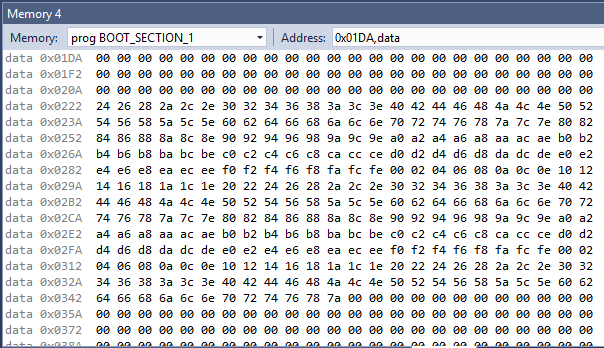 Memory 4
Memory: prog BOOT_SECTION_1 Address: 0x01DA,data
data 0x01DA 00 00 00 00 00 00 00 00 00 00 00 00 00 00 00 00 00 00 00 00 00 00 00 00
data 0x01F2 00 00 00 00 00 00 00 00 00 00 00 00 00 00 00 00 00 00 00 00 00 00 00 00
data 0x020A 00 00 00 00 00 00 00 00 00 00 00 00 00 00 00 00 00 00 00 00 00 00 00 00
data 0x0222 24 26 28 2a 2c 2e 30 32 34 36 38 3a 3c 3e 40 42 44 46 48 4a 4c 4e 50 52
data 0x023A 54 56 58 5a 5c 5e 60 62 64 66 68 6a 6c 6e 70 72 74 76 78 7a 7c 7e 80 82
data 0x0252 84 86 88 8a 8c 8e 90 92 94 96 98 9a 9c 9e a0 a2 a4 a6 a8 aa ac ae b0 b2
data 0x026A b4 b6 b8 ba bc be c0 c2 c4 c6 c8 ca cc ce d0 d2 d4 d6 d8 da dc de e0 e2
data 0x0282 e4 e6 e8 ea ec ee f0 f2 f4 f6 f8 fa fc fe 00 02 04 06 08 0a 0c 0e 10 12
data 0x029A 14 16 18 1a 1c 1e 20 22 24 26 28 2a 2c 2e 30 32 34 36 38 3a 3c 3e 40 42
data 0x02B2 44 46 48 4a 4c 4e 50 52 54 56 58 5a 5c 5e 60 62 64 66 68 6a 6c 6e 70 72
data 0x02CA 74 76 78 7a 7c 7e 80 82 84 86 88 8a 8c 8e 90 92 94 96 98 9a 9c 9e a0 a2
data 0x02E2 a4 a6 a8 aa ac ae b0 b2 b4 b6 b8 ba bc be c0 c2 c4 c6 c8 ca cc ce d0 d2
data 0x02FA d4 d6 d8 da dc de e0 e2 e4 e6 e8 ea ec ee f0 f2 f4 f6 f8 fa fc fe 00 02
data 0x0312 04 06 08 0a 0c 0e 10 12 14 16 18 1a 1c 1e 20 22 24 26 28 2a 2c 2e 30 32
data 0x032A 34 36 38 3a 3c 3e 40 42 44 46 48 4a 4c 4e 50 52 54 56 58 5a 5c 5e 60 62
data 0x0342 64 66 68 6a 6c 6e 70 72 74 76 78 7a 00 00 00 00 00 00 00 00 00 00 00 00
data 0x035A 00 00 00 00 00 00 00 00 00 00 00 00 00 00 00 00 00 00 00 00 00 00 00 00
data 0x0372 00 00 00 00 00 00 00 00 00 00 00 00 00 00 00 00 00 00 00 00 00 00 00 00
data 0x038A 00 00 00 00 00 00 00 00 00 00 00 00 00 00 00 00 00 00 00 00 00 00 00 00